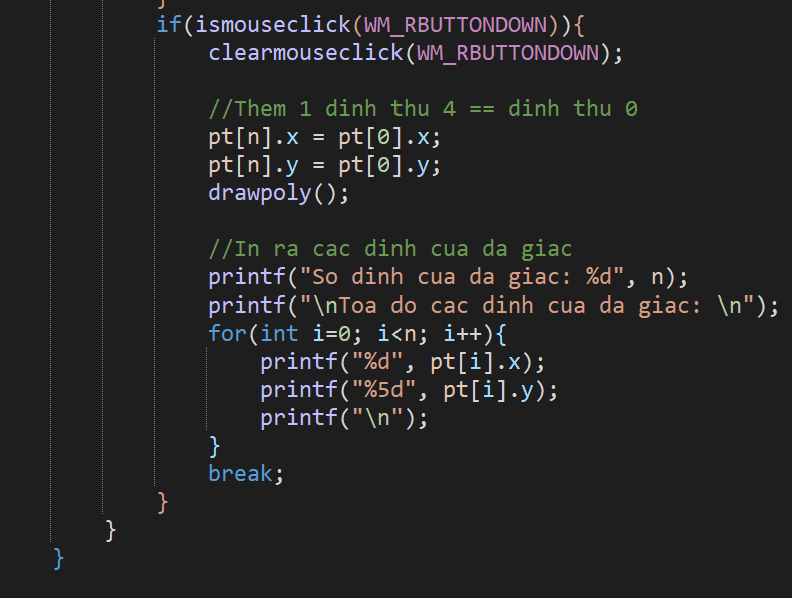 }
if(ismouseclick(WM_RBUTTONDOWN)){
clearmouseclick(WM_RBUTTONDOWN);
//Them 1 dinh thu 4 == dinh thu 0
pt[n].x = pt[0].x;
pt[n].y = pt[0].y;
drawpoly();
//In ra cac dinh cua da giac
printf("So dinh cua da giac: %d", n);
printf("\nToa do cac dinh cua da giac: \n");
for(int i=0; i<n; i++){
printf("%d", pt[i].x);
printf("%5d", pt[i].y);
printf("\n");
}
break;
}
}
}